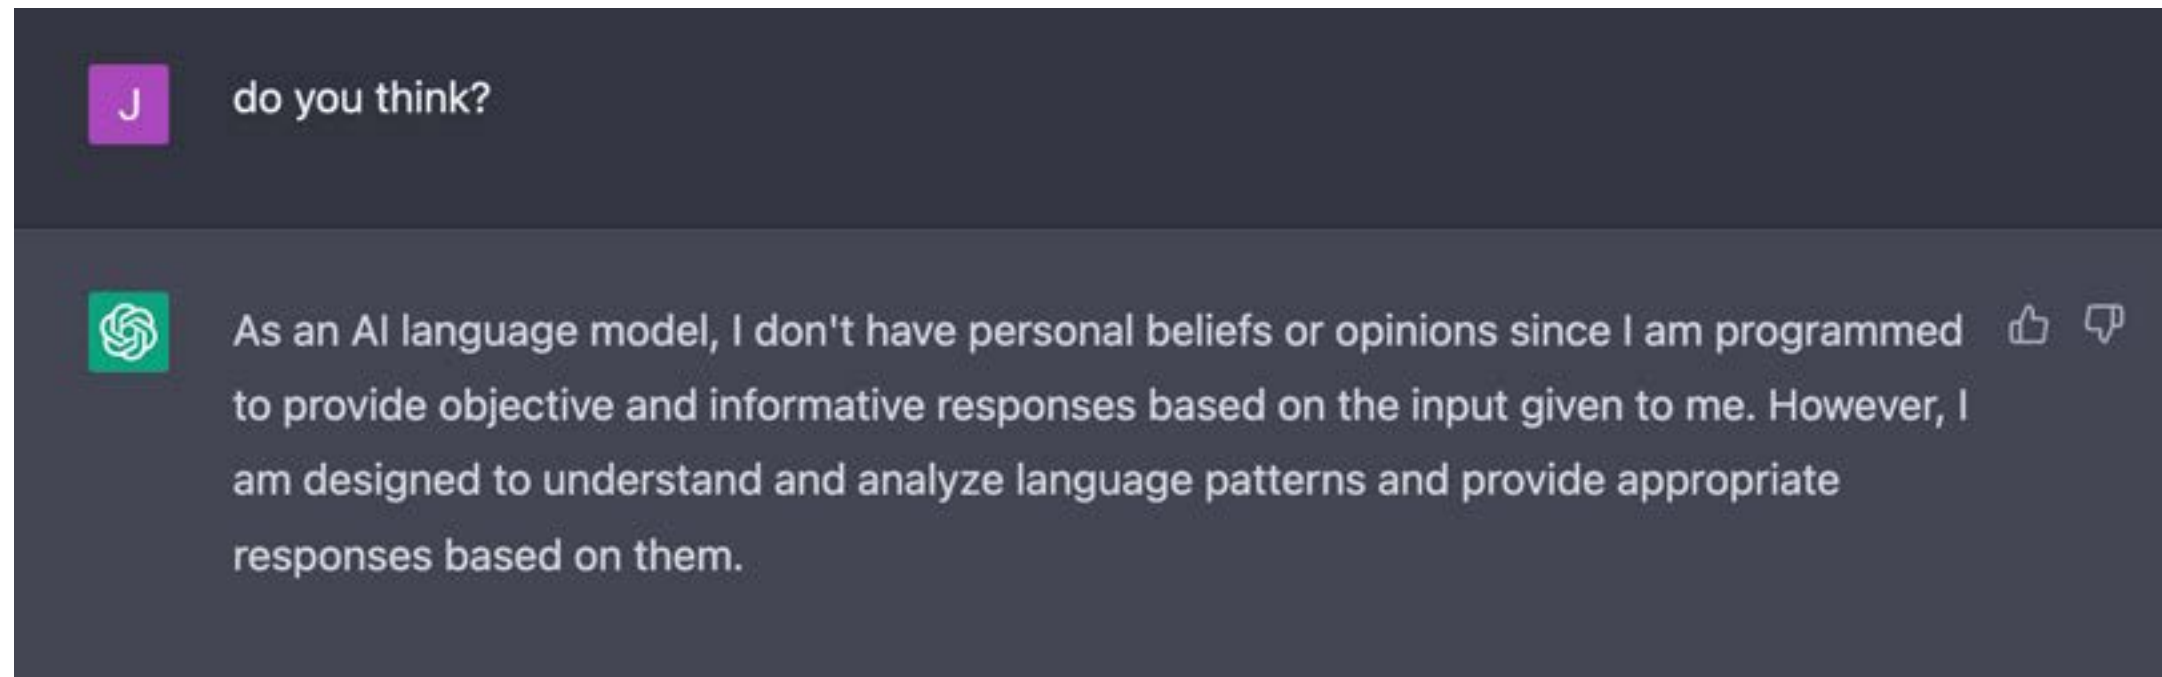 J
do you think?
As an AI language model, I don't have personal beliefs or opinions since I am programmed
to provide objective and informative responses based on the input given to me. However, I
am designed to understand and analyze language patterns and provide appropriate
responses based on them.